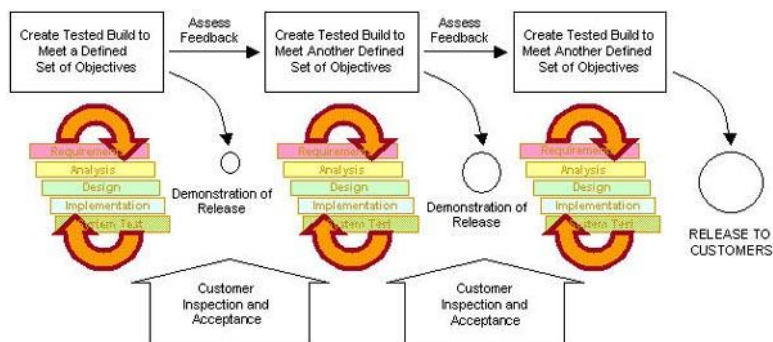 Create Tested Build to
Meet a Defined
Set of Objectives
Assess
Feedback
Create Tested Build to
Meet Another Defined
Set of Objectives
Assess
Feedback
Create Tested Build to
Meet Another Defined
Set of Objectives
Requirements
Analysis
Design
Implementation
System Test
Demonstration of
Release
Requirements
Analysis
Design
Implementation
System Test
Demonstration of
Release
Requirements
Analysis
Design
Implementation
System Test
RELEASE TO
CUSTOMERS
Customer
Inspection and
Acceptance
Customer
Inspection and
Acceptance